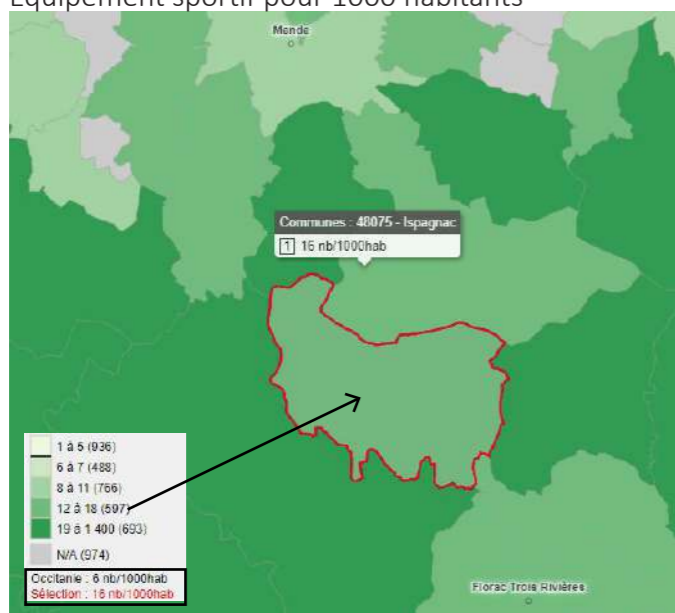 Equipement sportif pour 1000 habitants
Mende
Communes : 48075 - Ispagnac
1 16 nb/1000hab
1 à 5 (936)
6 à 7 (488)
8 à 11 (766)
12 à 18 (597)
19 à 1 400 (693)
N/A (974)
Occitanie : 6 nb/1000hab
Sélection : 16 nb/1000hab
Florac Trois Rivières